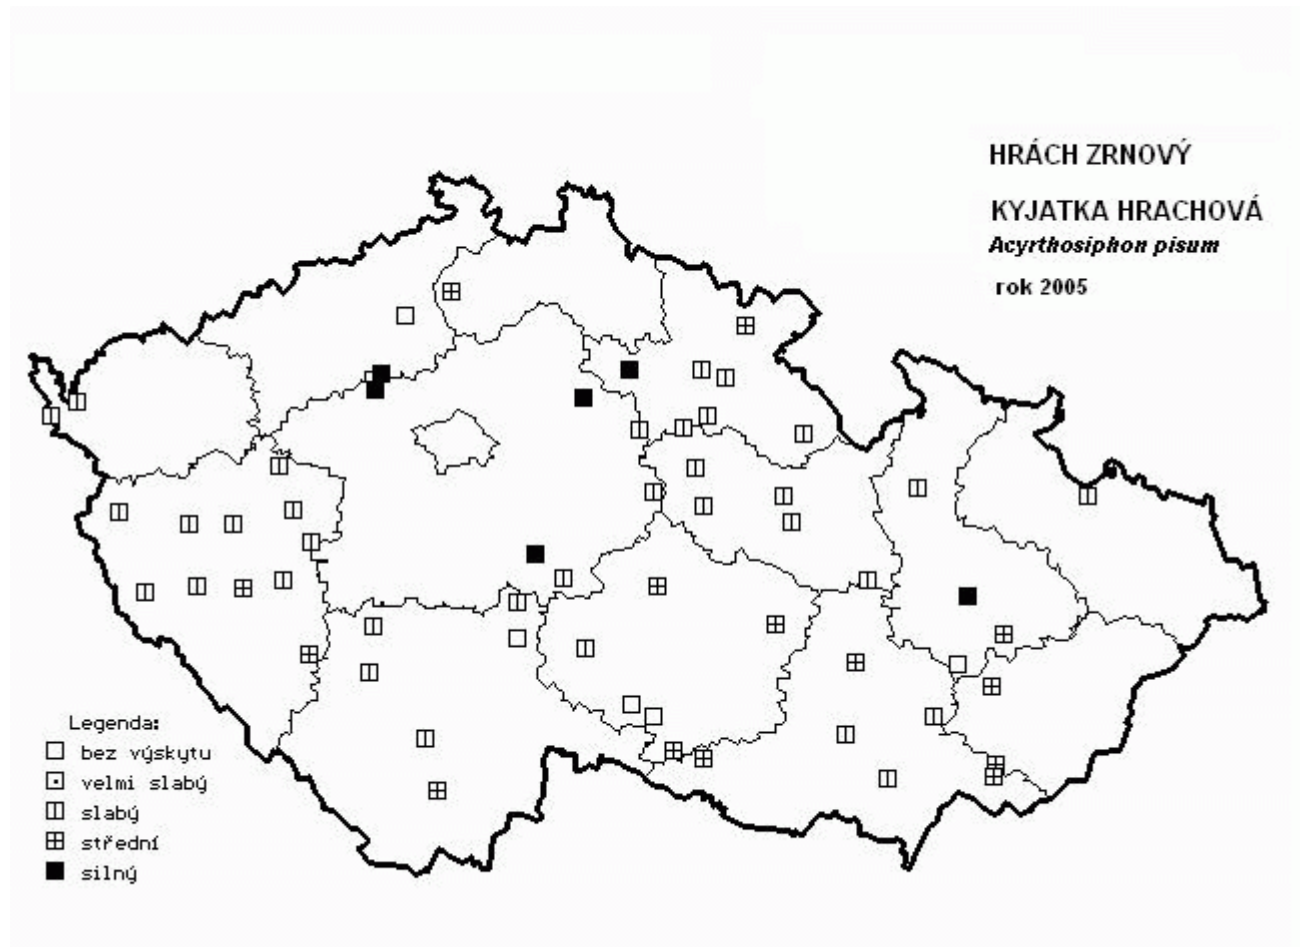 HRÁCH ZRNOVÝ
KYJATKA HRACHOVÁ
Acyrthosiphon pisum
rok 2005
Legenda:
bez výskytu
velmi slabý
slabý
střední
silný